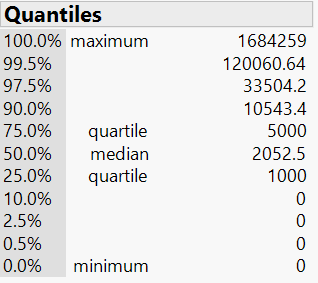 Quantiles
100.0% maximum 1684259
99.5% 120060.64
97.5% 33504.2
90.0% 10543.4
75.0% quartile 5000
50.0% median 2052.5
25.0% quartile 1000
10.0% 0
2.5% 0
0.5% 0
0.0% minimum 0